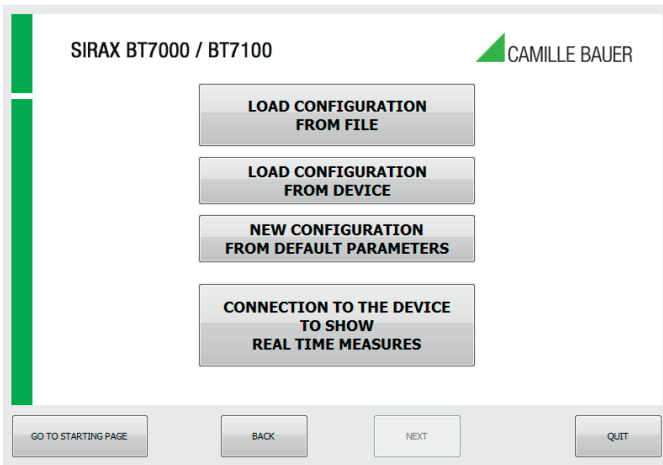 SIRAX BT7000 / BT7100
CAMILLE BAUER
LOAD CONFIGURATION
FROM FILE
LOAD CONFIGURATION
FROM DEVICE
NEW CONFIGURATION
FROM DEFAULT PARAMETERS
CONNECTION TO THE DEVICE
TO SHOW
REAL TIME MEASURES
GO TO STARTING PAGE
BACK
NEXT
QUIT